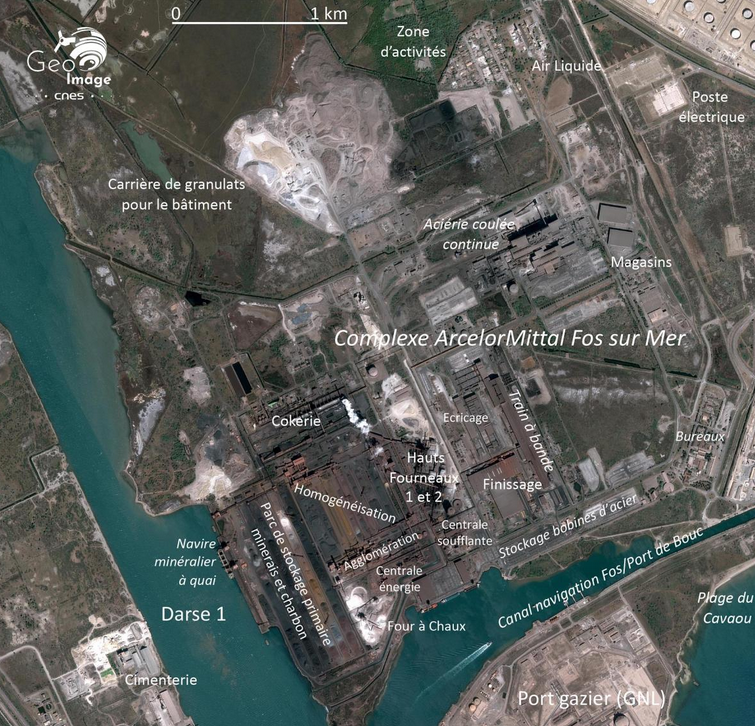 0 1 km
Geo
Image
cnes
Zone
d'activités
Air Liquide
Poste
électrique
Carrière de granulats
pour le bâtiment
Aciérie coulée
continue
Magasins
Complexe ArcelorMittal Fos sur Mer
Cokerie
Ecricage
Train à bande
Bureaux
Hauts
Fourneaux
1 et 2
Finissage
Homogénéisation
Parc de stockage primaire
minerais et charbon
Stockage bobines d'acier
Centrale
soufflante
Agglomération
Navire
minéralier
à quai
Centrale
énergie
Canal-navigation Fos/Port de Bouc
Plage du
Cavaou
Darse 1
Four à Chaux
Cimenterie
Port gazier (GNL)